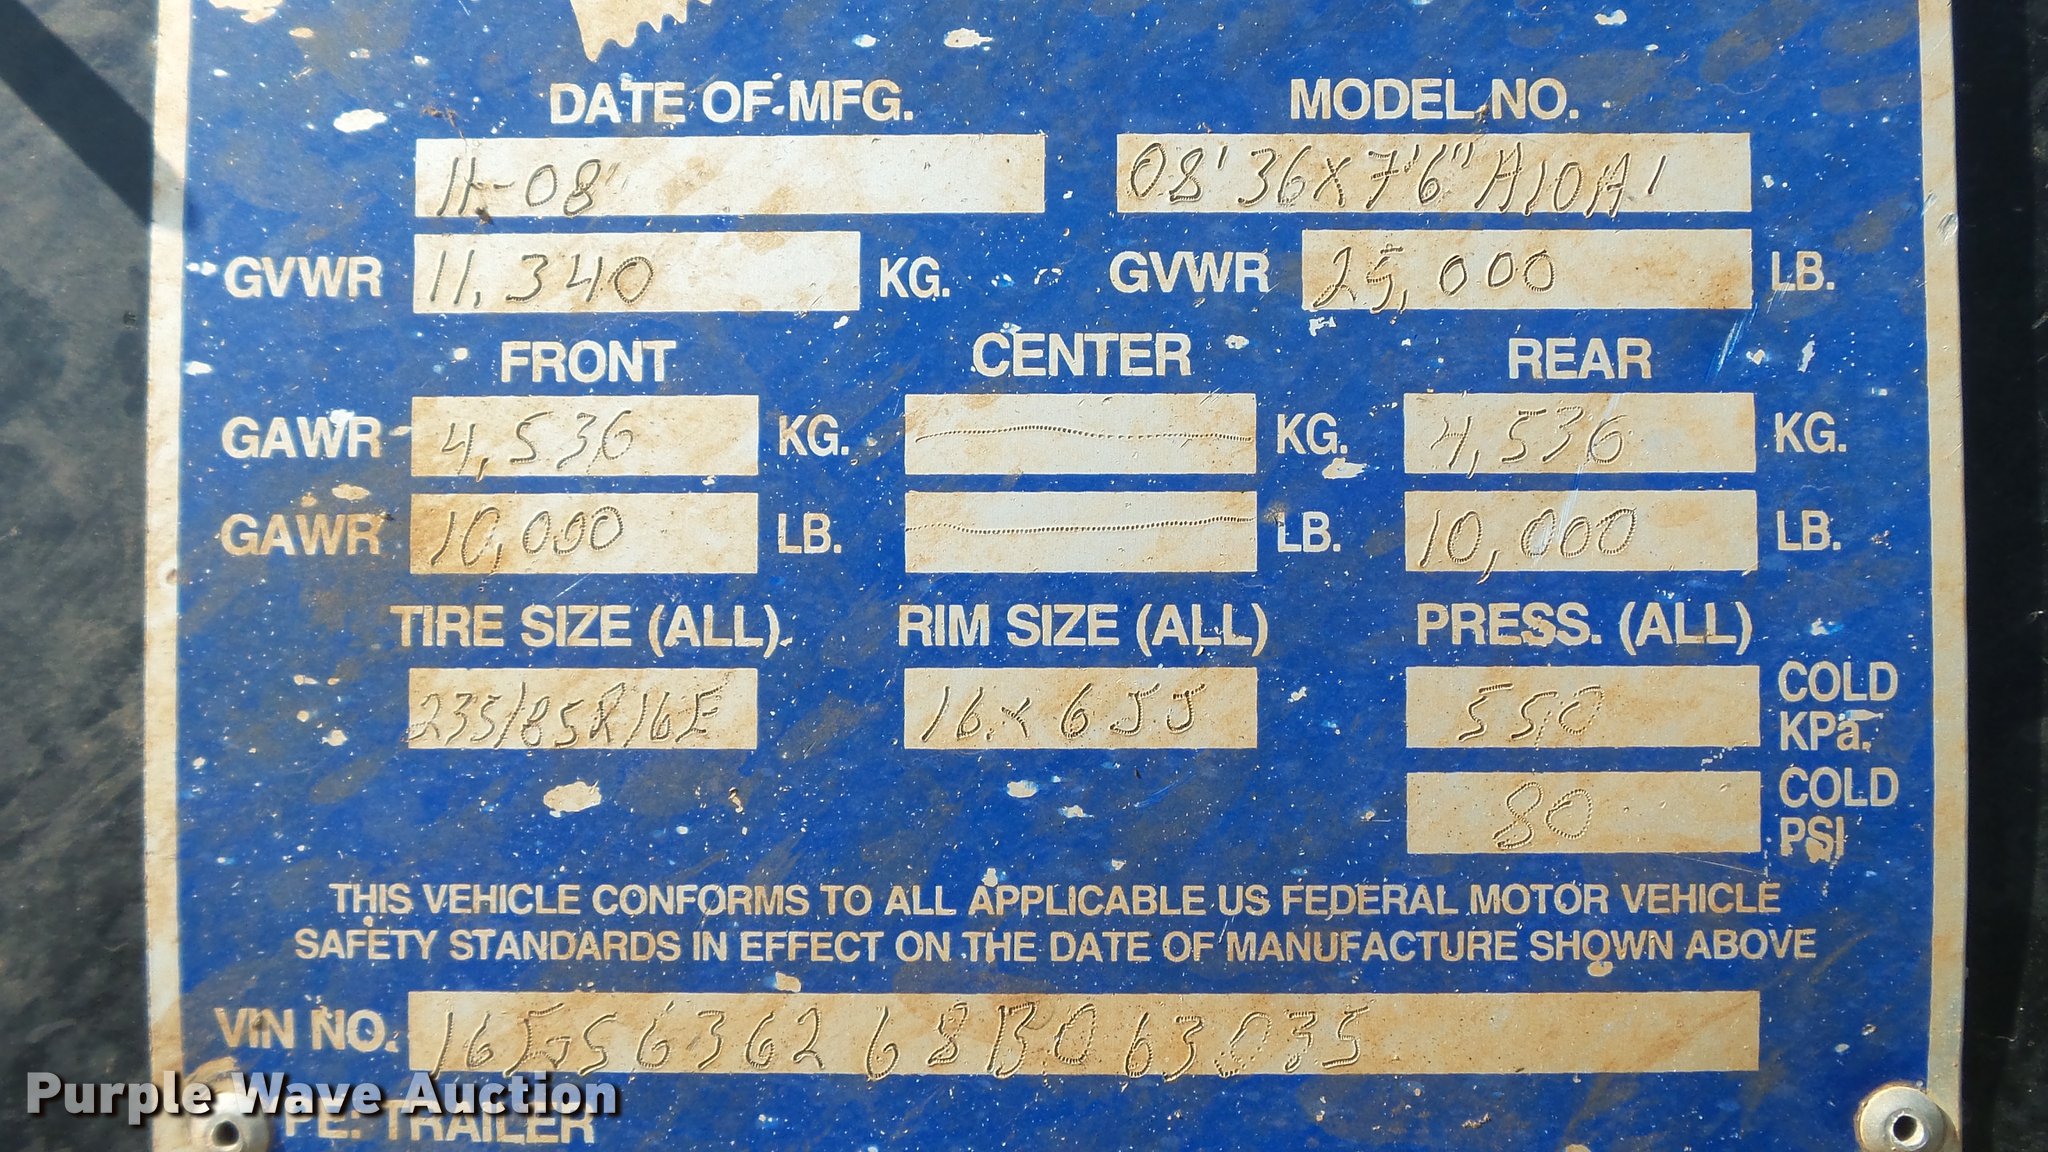 DATE OF MFG. MODEL NO.
11-08' 08'36X7'6"A10A1
GVWR 11,340 KG. GVWR 25,000 LB.
FRONT CENTER REAR
GAWR 4,536 KG. KG. 4,536 KG.
GAWR 10,000 LB. LB. 10,000 LB.
TIRE SIZE (ALL) RIM SIZE (ALL) PRESS. (ALL)
235/85R16E 16X6JJ 550 COLD KPa.
80 COLD PSI
THIS VEHICLE CONFORMS TO ALL APPLICABLE US FEDERAL MOTOR VEHICLE
SAFETY STANDARDS IN EFFECT ON THE DATE OF MANUFACTURE SHOWN ABOVE
VIN NO. 16FS6362681B063035
Purple Wave Auction
PE: TRAILER